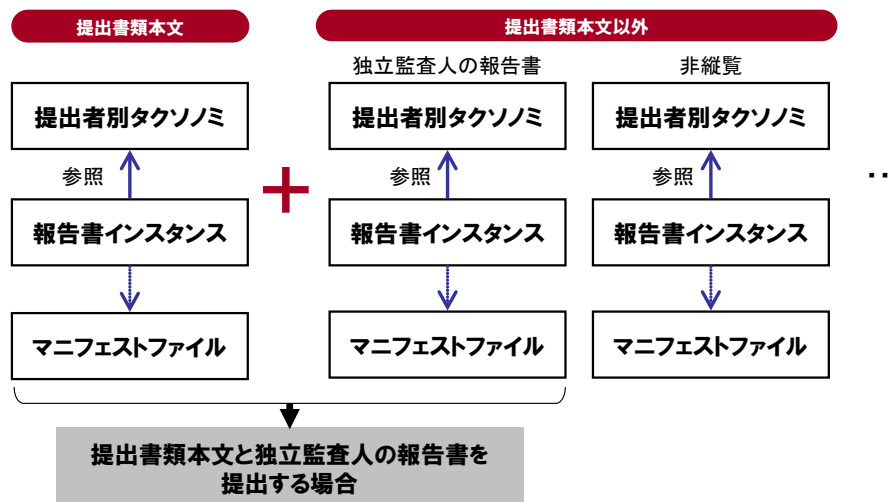 提出書類本文
提出書類本文以外
独立監査人の報告書
非縦覧
提出者別タクソノミ
提出者別タクソノミ
提出者別タクソノミ
参照
参照
参照
報告書インスタンス
報告書インスタンス
報告書インスタンス
マニフェストファイル
マニフェストファイル
マニフェストファイル
提出書類本文と独立監査人の報告書を
提出する場合